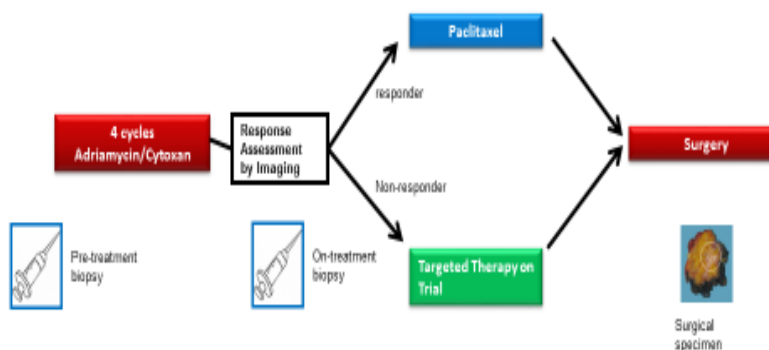 Paclitaxel
responder
4 cycles
Adriamycin/Cytoxan
Response
Assessment
by Imaging
Surgery
Non-responder
Pre-treatment
biopsy
On-treatment
biopsy
Targeted Therapy on
Trial
Surgical
specimen